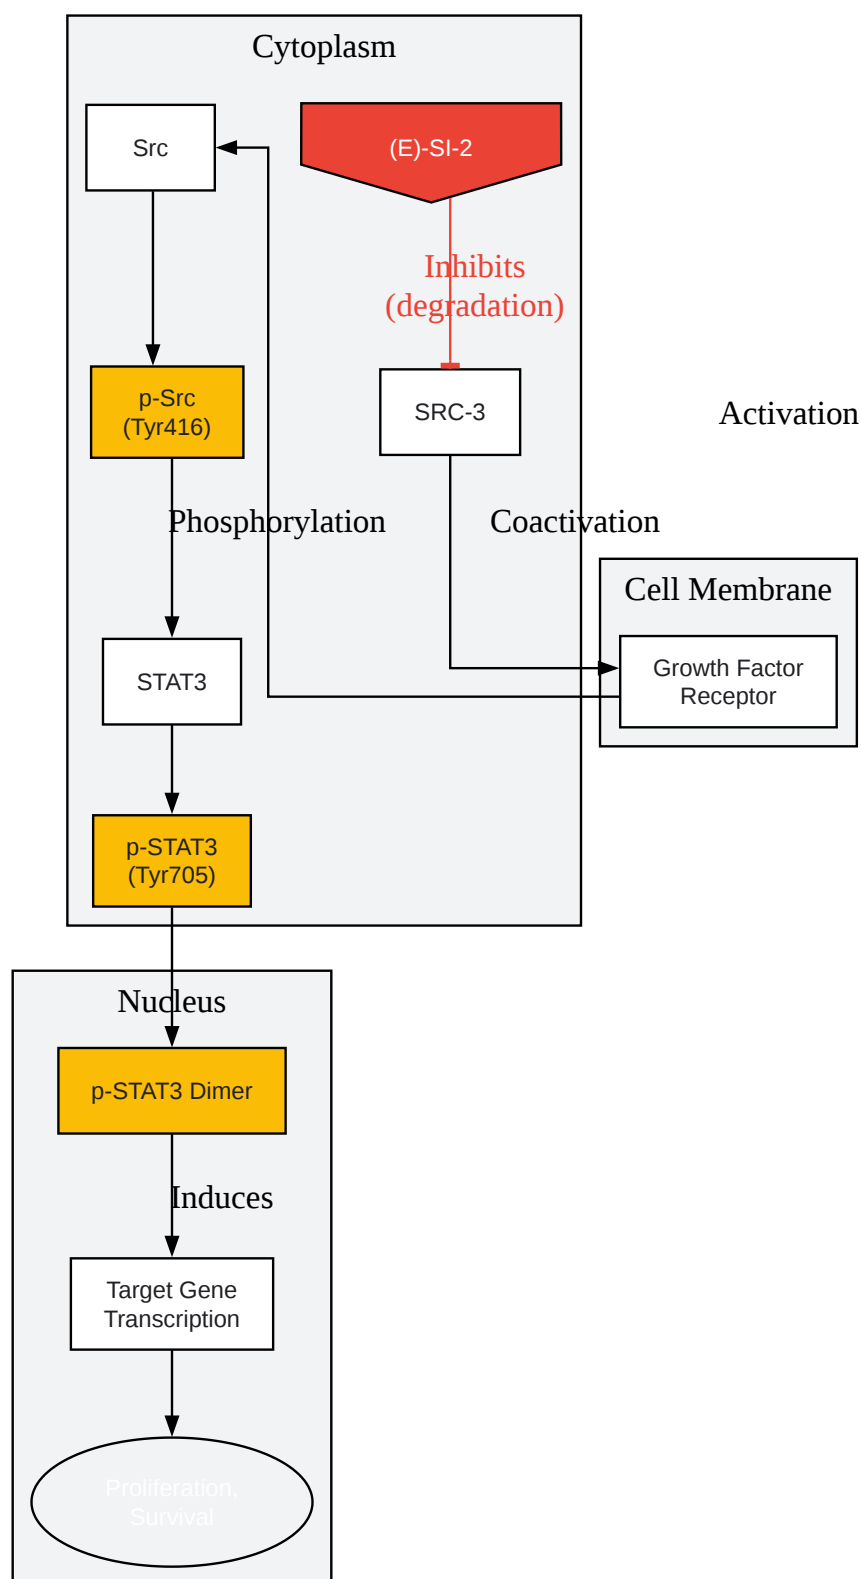 Cytoplasm
Src
(E)-SI-2
Inhibits
(degradation)
p-Src
(Tyr416)
SRC-3
Activation
Phosphorylation
Coactivation
Cell Membrane
Growth Factor
Receptor
STAT3
p-STAT3
(Tyr705)
Nucleus
p-STAT3 Dimer
Induces
Target Gene
Transcription
Proliferation,
Survival